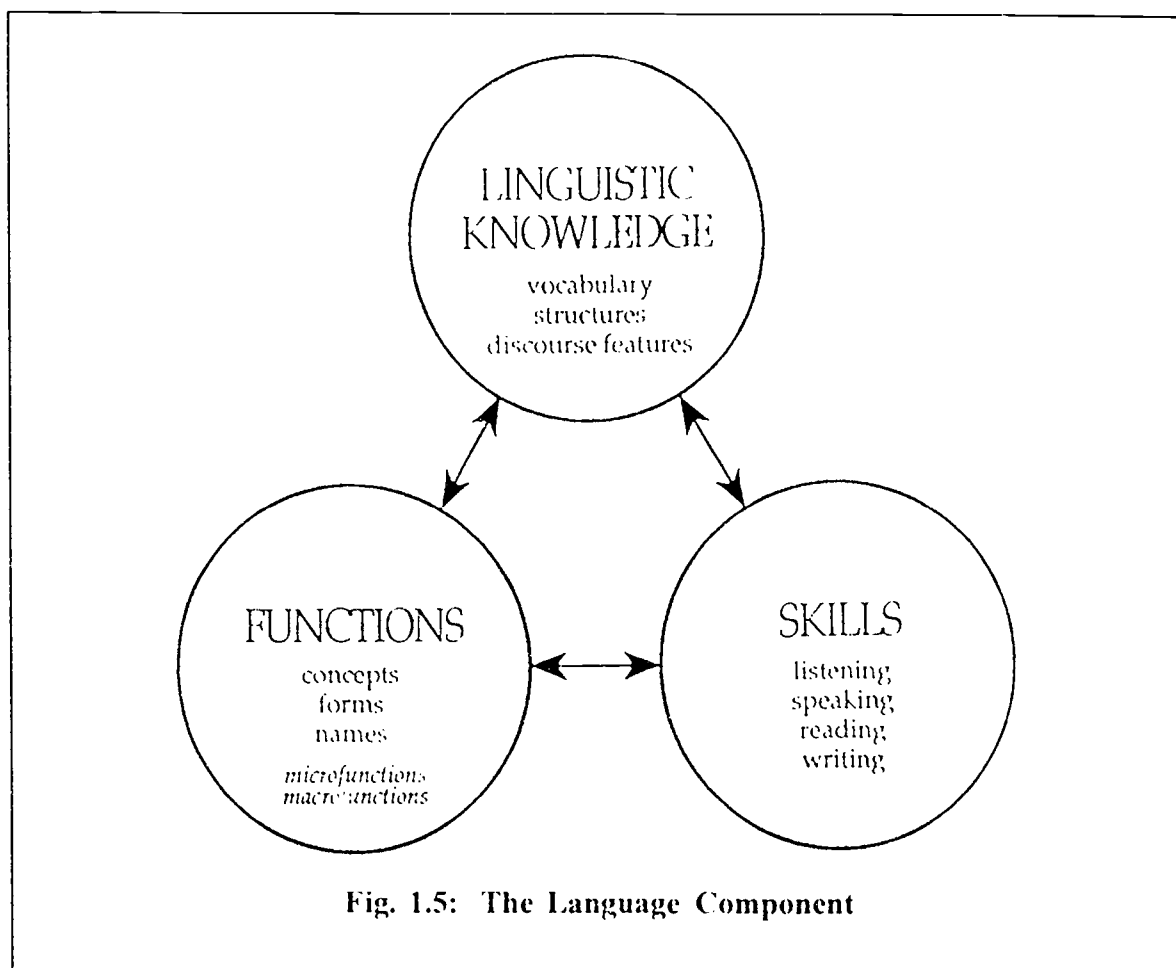 LINGUISTIC
KNOWLEDGE
vocabulary
structures
discourse features
FUNCTIONS
concepts
forms
names
microfunctions
macrofunctions
SKILLS
listening
speaking
reading
writing
Fig. 1.5: The Language Component